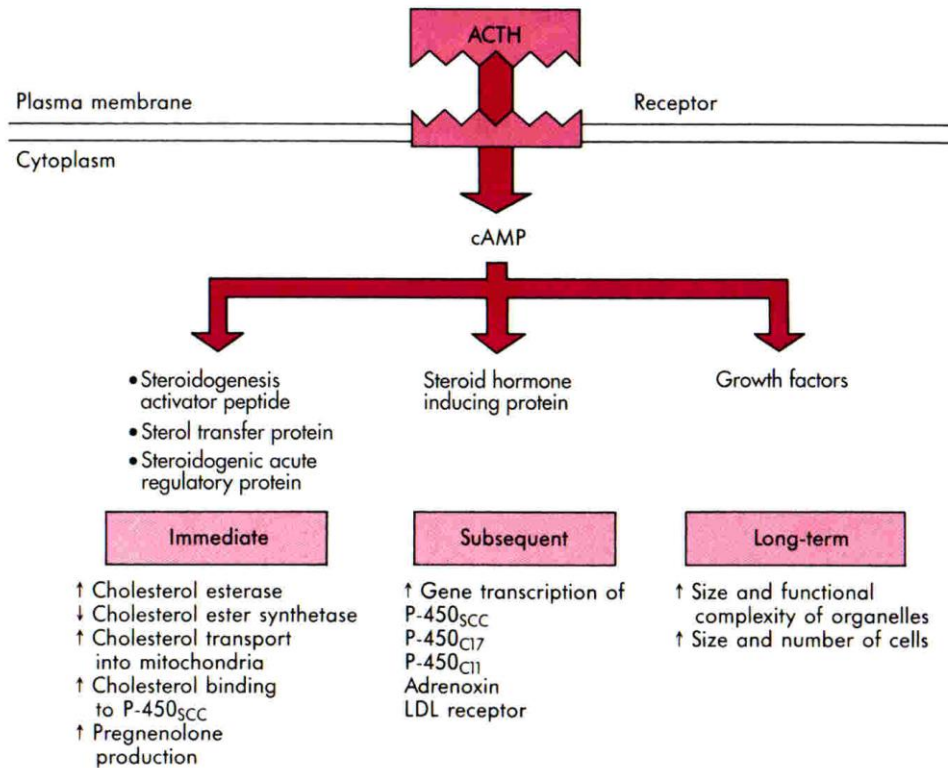 ACTH
Plasma membrane
Receptor
Cytoplasm
cAMP
• Steroidogenesis
activator peptide
• Sterol transfer protein
• Steroidogenic acute
regulatory protein
Steroid hormone
inducing protein
Growth factors
Immediate
↑ Cholesterol esterase
↓ Cholesterol ester synthetase
↑ Cholesterol transport
into mitochondria
↑ Cholesterol binding
to P-450SCC
↑ Pregnenolone
production
Subsequent
↑ Gene transcription of
P-450SCC
P-450C17
P-450C11
Adrenoxin
LDL receptor
Long-term
↑ Size and functional
complexity of organelles
↑ Size and number of cells